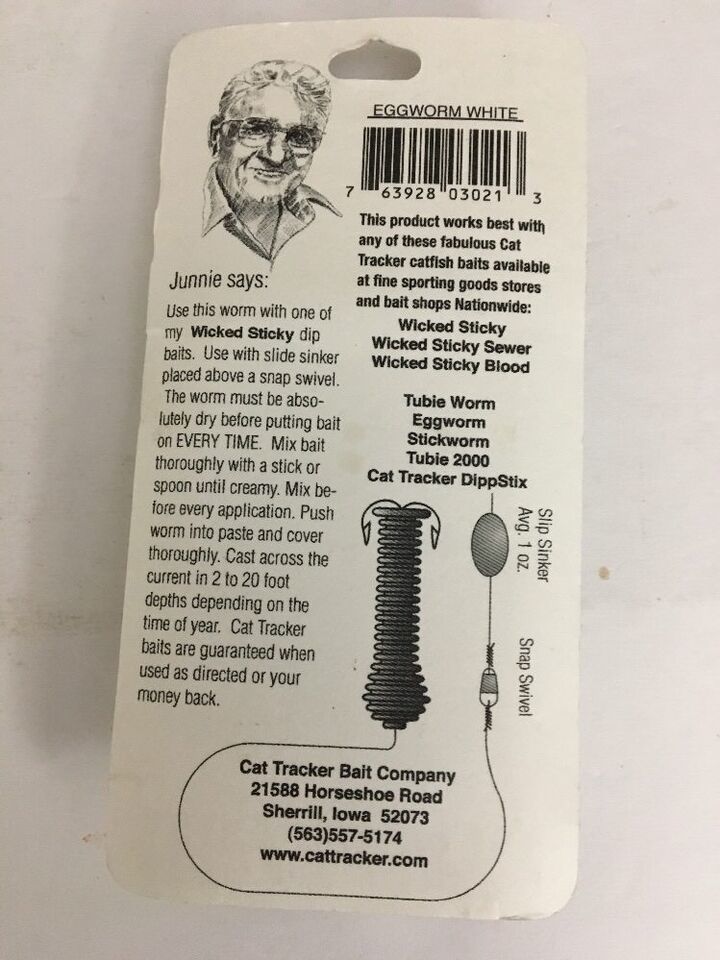 EGGWORM WHITE
7 63928 03021 3
This product works best with
any of these fabulous Cat
Tracker catfish baits available
at fine sporting goods stores
and bait shops Nationwide:
Wicked Sticky
Wicked Sticky Sewer
Wicked Sticky Blood
Tubie Worm
Eggworm
Stickworm
Tubie 2000
Cat Tracker DippStix
Junnie says:
Use this worm with one of
my Wicked Sticky dip
baits. Use with slide sinker
placed above a snap swivel.
The worm must be abso-
lutely dry before putting bait
on EVERY TIME. Mix bait
thoroughly with a stick or
spoon until creamy. Mix be-
fore every application. Push
worm into paste and cover
thoroughly. Cast across the
current in 2 to 20 foot
depths depending on the
time of year. Cat Tracker
baits are guaranteed when
used as directed or your
money back.
Slip Sinker
Avg. 1 oz.
Snap Swivel
Cat Tracker Bait Company
21588 Horseshoe Road
Sherrill, Iowa 52073
(563)557-5174
www.cattracker.com